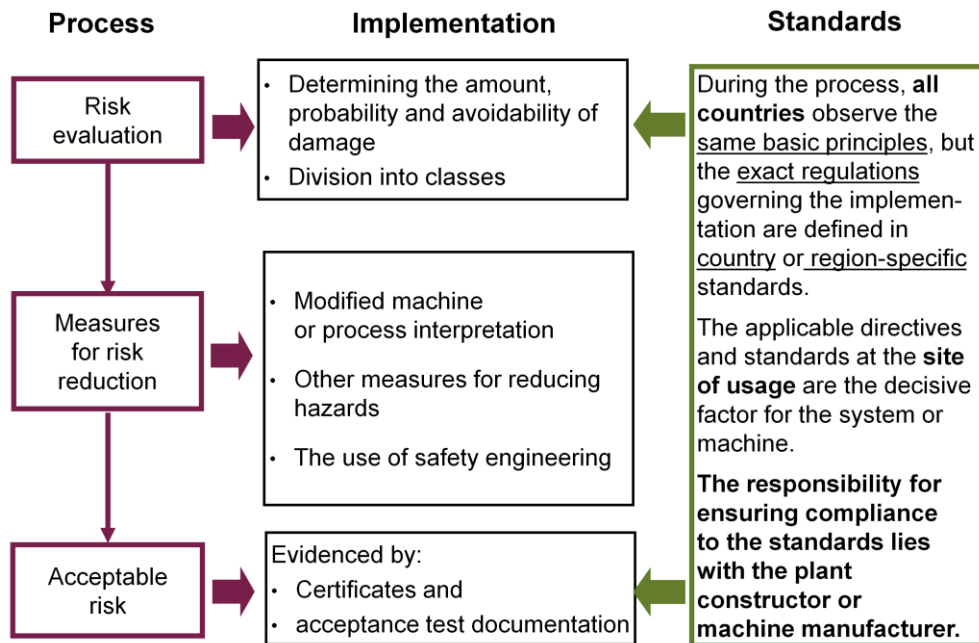 Process
Implementation
Standards
Risk
evaluation
• Determining the amount,
probability and avoidability of
damage
• Division into classes
Measures
for risk
reduction
• Modified machine
or process interpretation
• Other measures for reducing
hazards
• The use of safety engineering
Acceptable
risk
Evidenced by:
• Certificates and
• acceptance test documentation
During the process, all
countries observe the
same basic principles, but
the exact regulations
governing the implemen-
tation are defined in
country or region-specific
standards.
The applicable directives
and standards at the site
of usage are the decisive
factor for the system or
machine.
The responsibility for
ensuring compliance
to the standards lies
with the plant
constructor or
machine manufacturer.